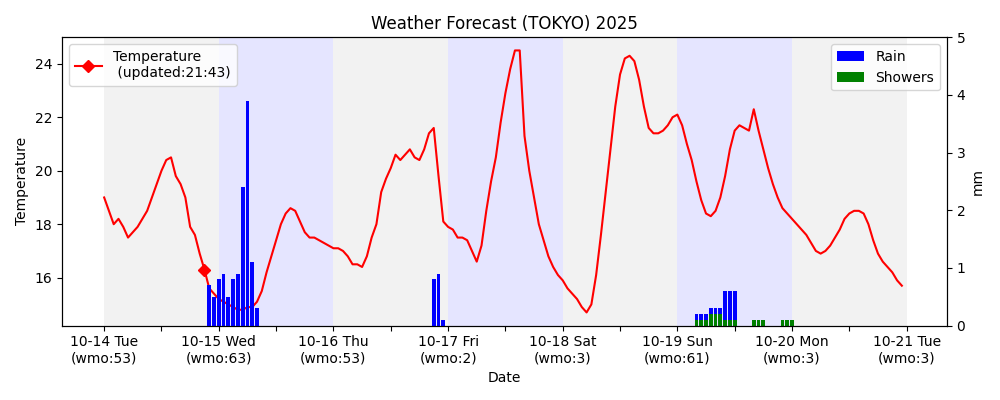 Weather Forecast (TOKYO) 2025
Temperature
(updated:21:43)
Rain
Showers
24
22
20
18
16
Temperature
5
4
3
2
1
0
mm
10-14 Tue
(wmo:53)
10-15 Wed
(wmo:63)
10-16 Thu
(wmo:53)
10-17 Fri
(wmo:2)
10-18 Sat
(wmo:3)
10-19 Sun
(wmo:61)
10-20 Mon
(wmo:3)
10-21 Tue
(wmo:3)
Date